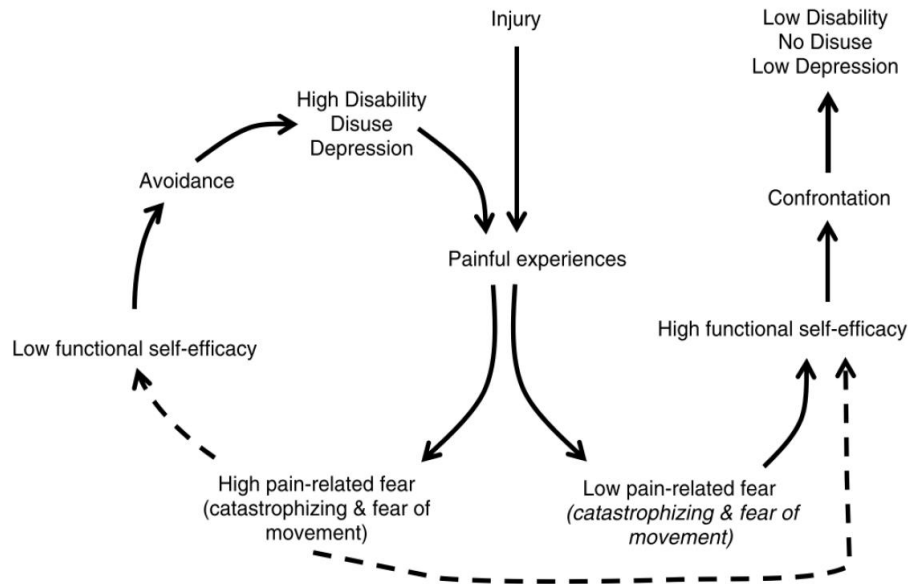 Injury
Low Disability
No Disuse
Low Depression
High Disability
Disuse
Depression
Avoidance
Confrontation
Painful experiences
High functional self-efficacy
Low functional self-efficacy
High pain-related fear
(catastrophizing & fear of
movement)
Low pain-related fear
(catastrophizing & fear of
movement)